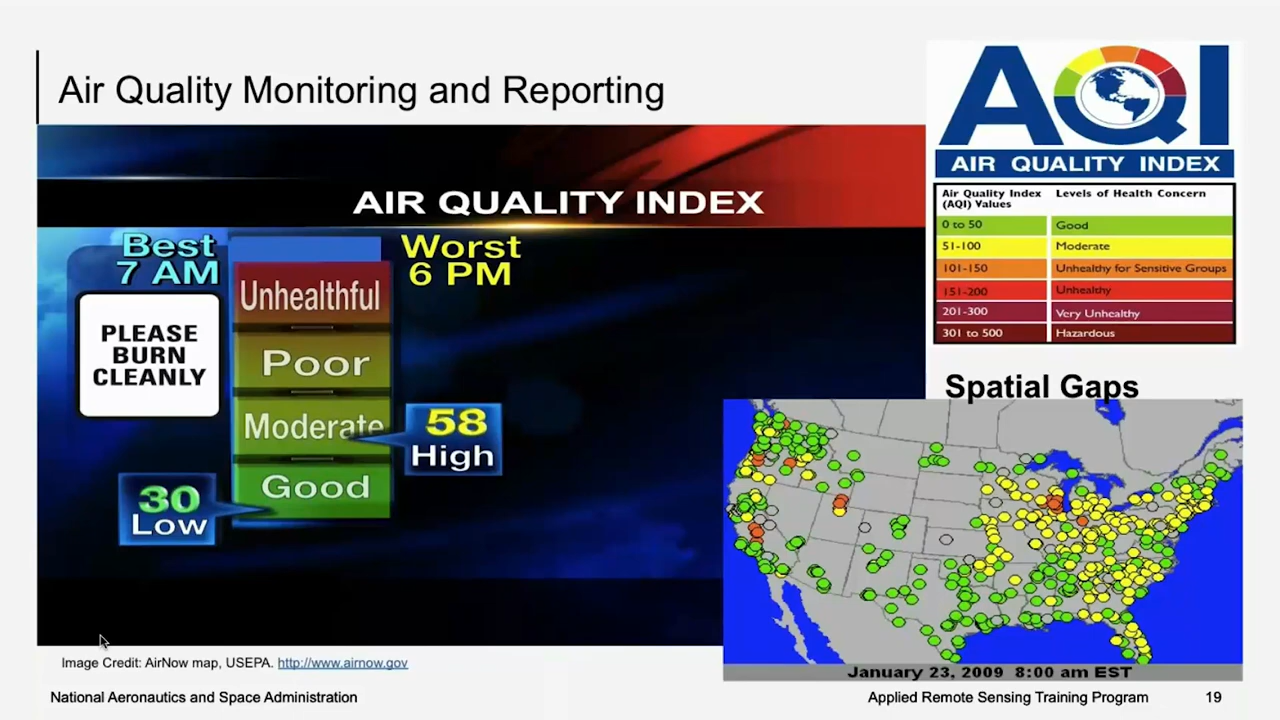 Air Quality Monitoring and Reporting
AIR QUALITY INDEX
Best
7 AM
Worst
6 PM
PLEASE
BURN
CLEANLY
Unhealthful
Poor
Moderate
Good
58
High
30
Low
AQI
AIR QUALITY INDEX
Air Quality Index
(AQI) Values
Levels of Health Concern
0 to 50 Good
51-100 Moderate
101-150 Unhealthy for Sensitive Groups
151-200 Unhealthy
201-300 Very Unhealthy
301 to 500 Hazardous
Spatial Gaps
January 23, 2009 8:00 am EST
Image Credit: AirNow map, USEPA. http://www.airnow.gov
National Aeronautics and Space Administration
Applied Remote Sensing Training Program
19